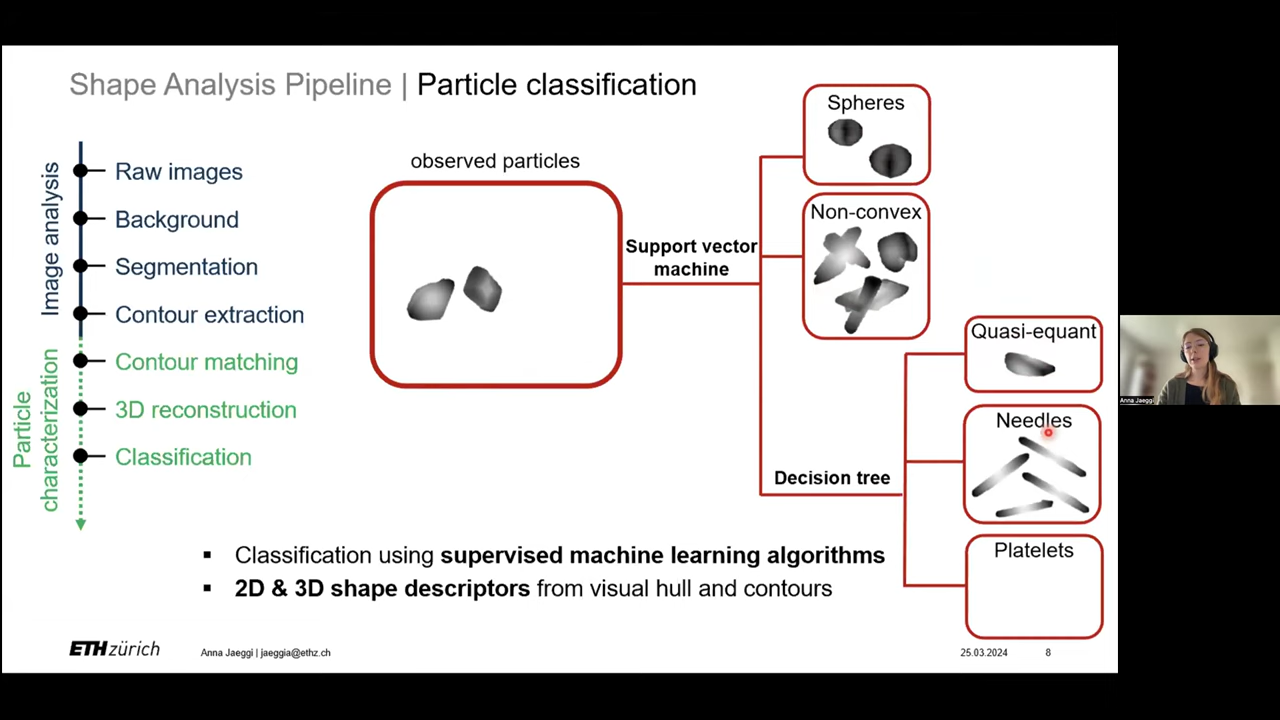 Shape Analysis Pipeline | Particle classification
Image analysis
Raw images
Background
Segmentation
Contour extraction
Particle
characterization
Contour matching
3D reconstruction
Classification
observed particles
Support vector
machine
Spheres
Non-convex
Decision tree
Quasi-equant
Needles
Platelets
▪ Classification using supervised machine learning algorithms
▪ 2D & 3D shape descriptors from visual hull and contours
ETH zürich
Anna Jaeggi | jaeggia@ethz.ch
25.03.2024
8
Anna Jaeggi